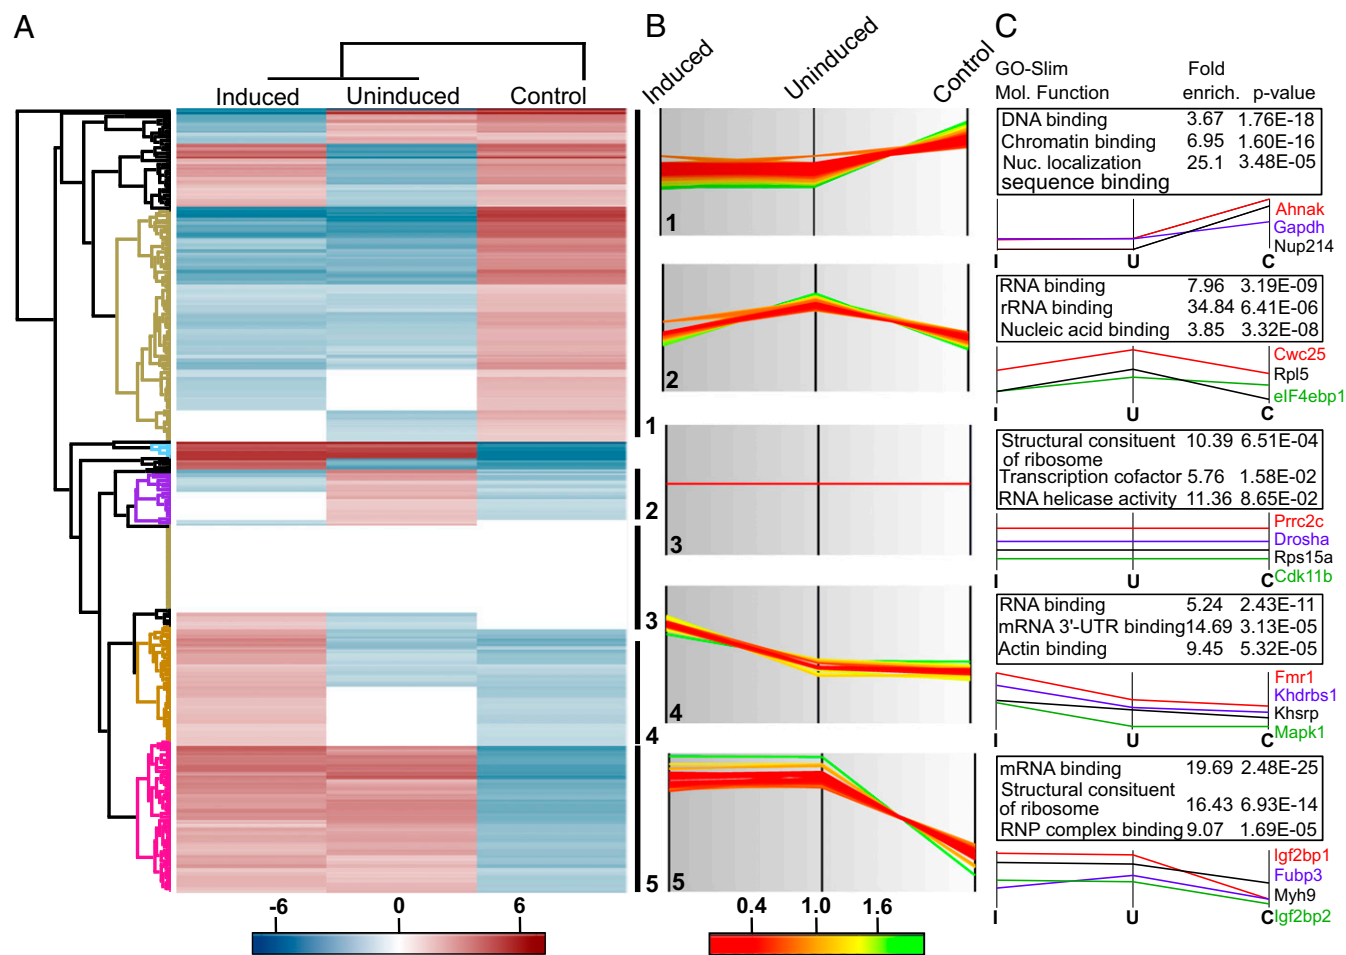 A
B
C
Induced
Uninduced
Control
Induced
Uninduced
Control
GO-Slim Fold
Mol. Function enrich. p-value
DNA binding 3.67 1.76E-18
Chromatin binding 6.95 1.60E-16
Nuc. localization 25.1 3.48E-05
sequence binding
Ahnak
Gapdh
Nup214
I U C
RNA binding 7.96 3.19E-09
rRNA binding 34.84 6.41E-06
Nucleic acid binding 3.85 3.32E-08
Cwc25
Rpl5
eIF4ebp1
I U C
Structural consituent 10.39 6.51E-04
of ribosome
Transcription cofactor 5.76 1.58E-02
RNA helicase activity 11.36 8.65E-02
Prrc2c
Drosha
Rps15a
Cdk11b
I U C
RNA binding 5.24 2.43E-11
mRNA 3'-UTR binding 14.69 3.13E-05
Actin binding 9.45 5.32E-05
Fmr1
Khdrbs1
Khsrp
Mapk1
I U C
mRNA binding 19.69 2.48E-25
Structural consituent
of ribosome 16.43 6.93E-14
RNP complex binding 9.07 1.69E-05
Igf2bp1
Fubp3
Myh9
Igf2bp2
I U C
1
2
3
4
5
1
2
3
4
5
-6 0 6
0.4 1.0 1.6